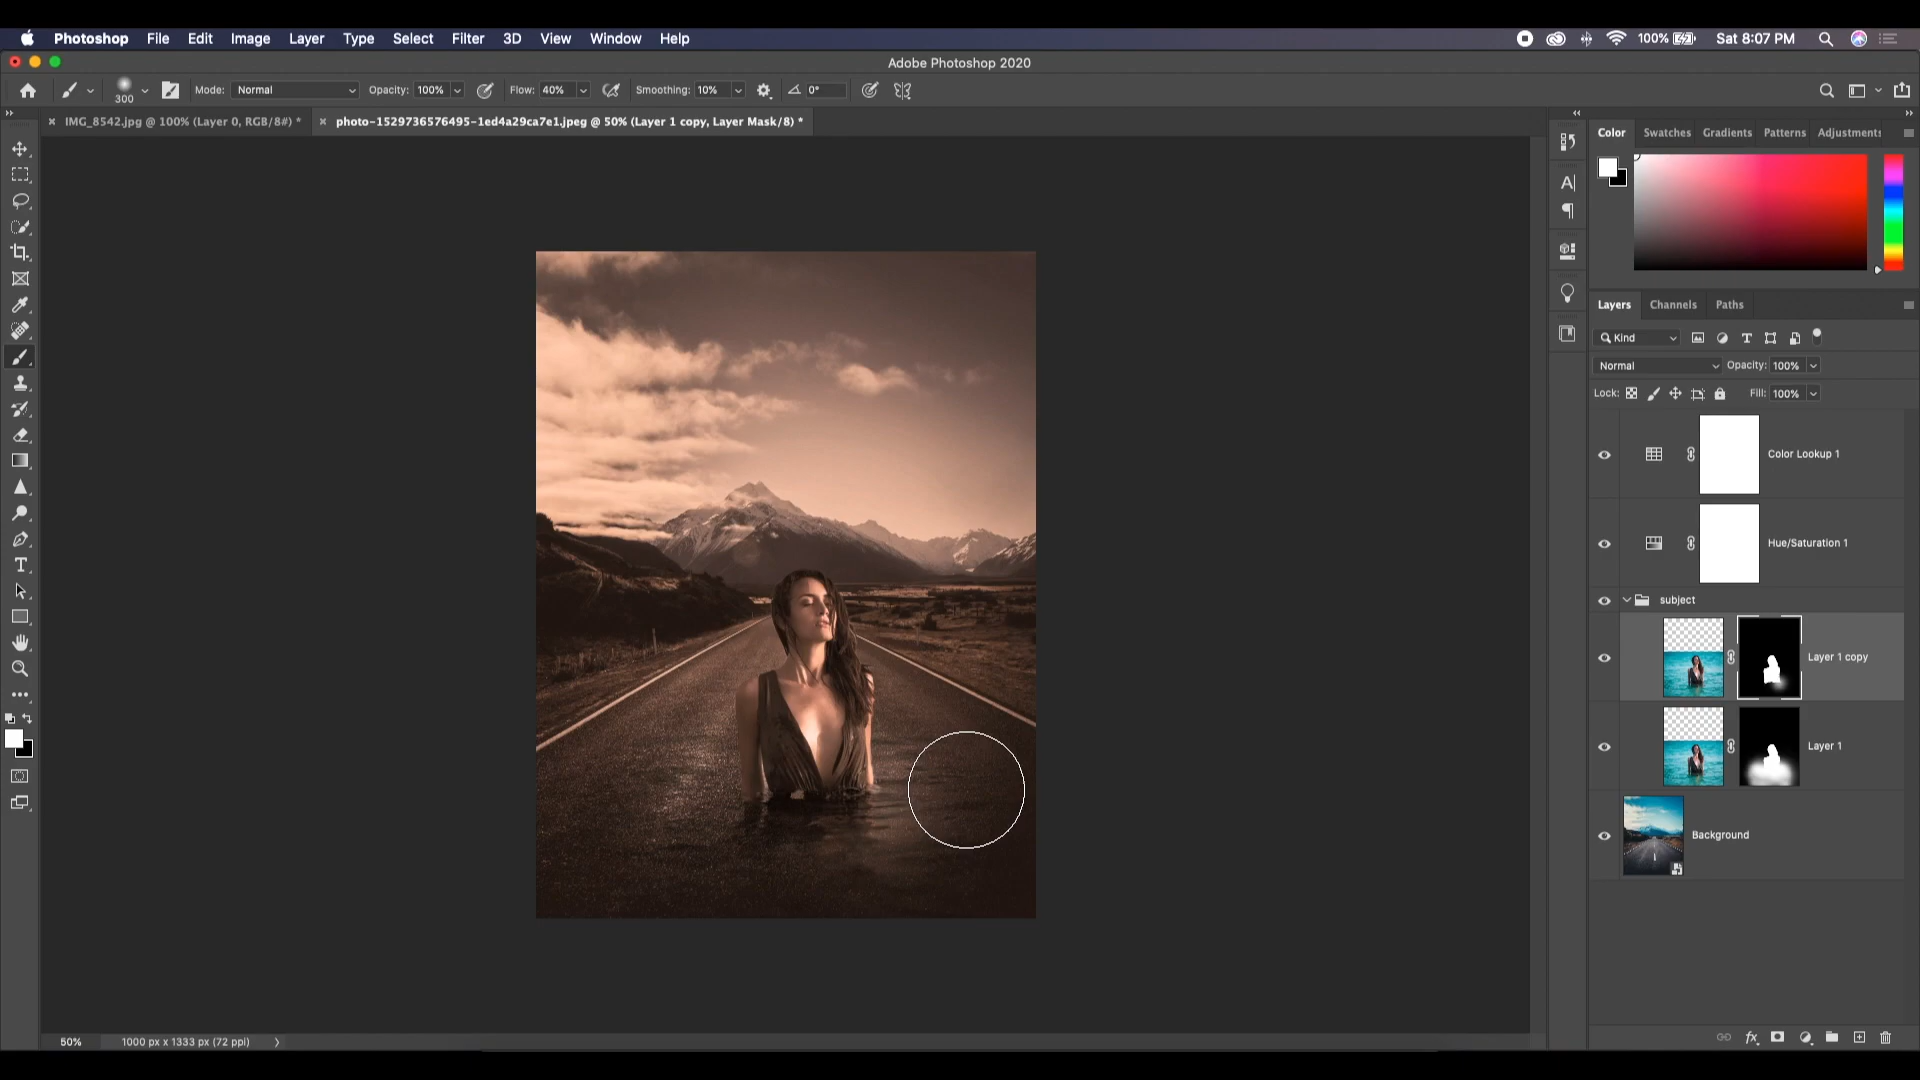 Photoshop File Edit Image Layer Type Select Filter 3D View Window Help 100% Sat 8:07 PM
Adobe Photoshop 2020
300 Mode: Normal Opacity: 100% Flow: 40% Smoothing: 10% 0°
IMG_8542.jpg @ 100% (Layer 0, RGB/8#) * photo-1529736576495-1ed4a29ca7e1.jpeg @ 50% (Layer 1 copy, Layer Mask/8) *
Color Swatches Gradients Patterns Adjustments
Layers Channels Paths
Kind
Normal Opacity: 100%
Lock: Fill: 100%
Color Lookup 1
Hue/Saturation 1
subject
Layer 1 copy
Layer 1
Background
50% 1000 px x 1333 px (72 ppi)